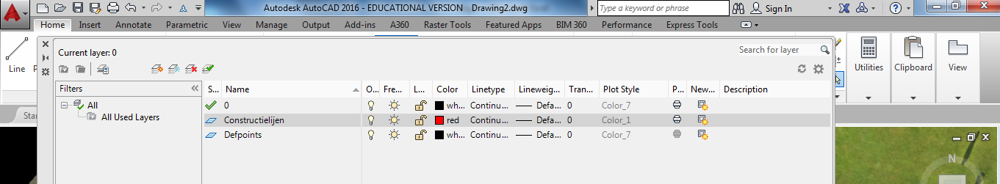 Autodesk AutoCAD 2016 - EDUCATIONAL VERSION Drawing2.dwg Type a keyword or phrase Sign In
Home Insert Annotate Parametric View Manage Output Add-ins A360 Raster Tools Featured Apps BIM 360 Performance Express Tools
Current layer: 0 Search for layer
Line Utilities Clipboard View
Filters S... Name O... Fre... L... Color Linetype Lineweig... Tran... Plot Style P... New... Description
All 0 wh... Continu... Defa... 0 Color_7
All Used Layers Constructielijen red Continu... Defa... 0 Color_1
Defpoints wh... Continu... Defa... 0 Color_7
N